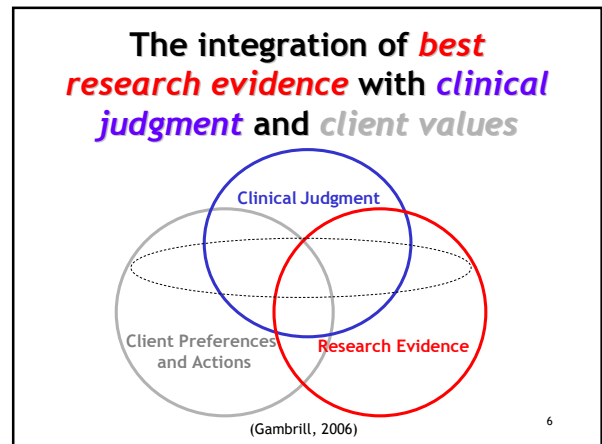 The integration of best
research evidence with clinical
judgment and client values
Clinical Judgment
Client Preferences
and Actions
Research Evidence
(Gambrill, 2006)
6